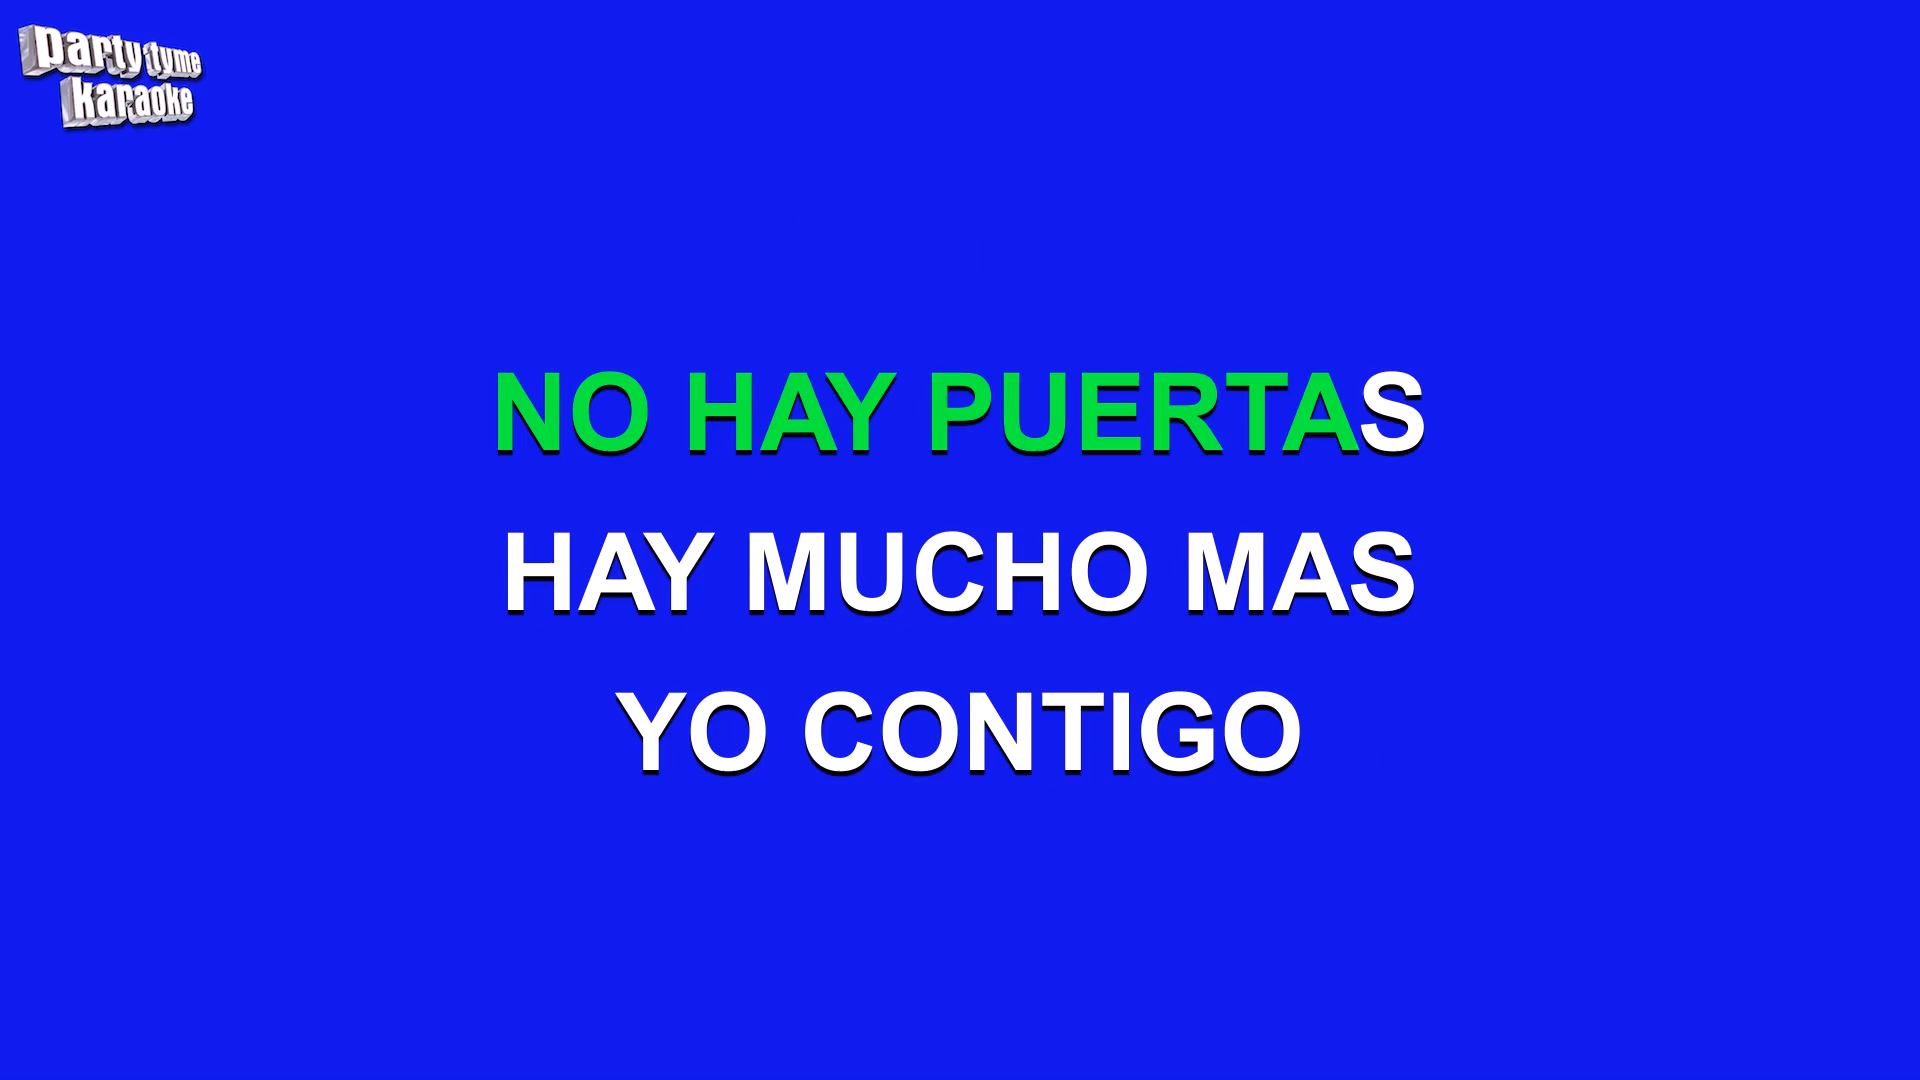 party tyme
karaoke
NO HAY PUERTAS
HAY MUCHO MAS
YO CONTIGO